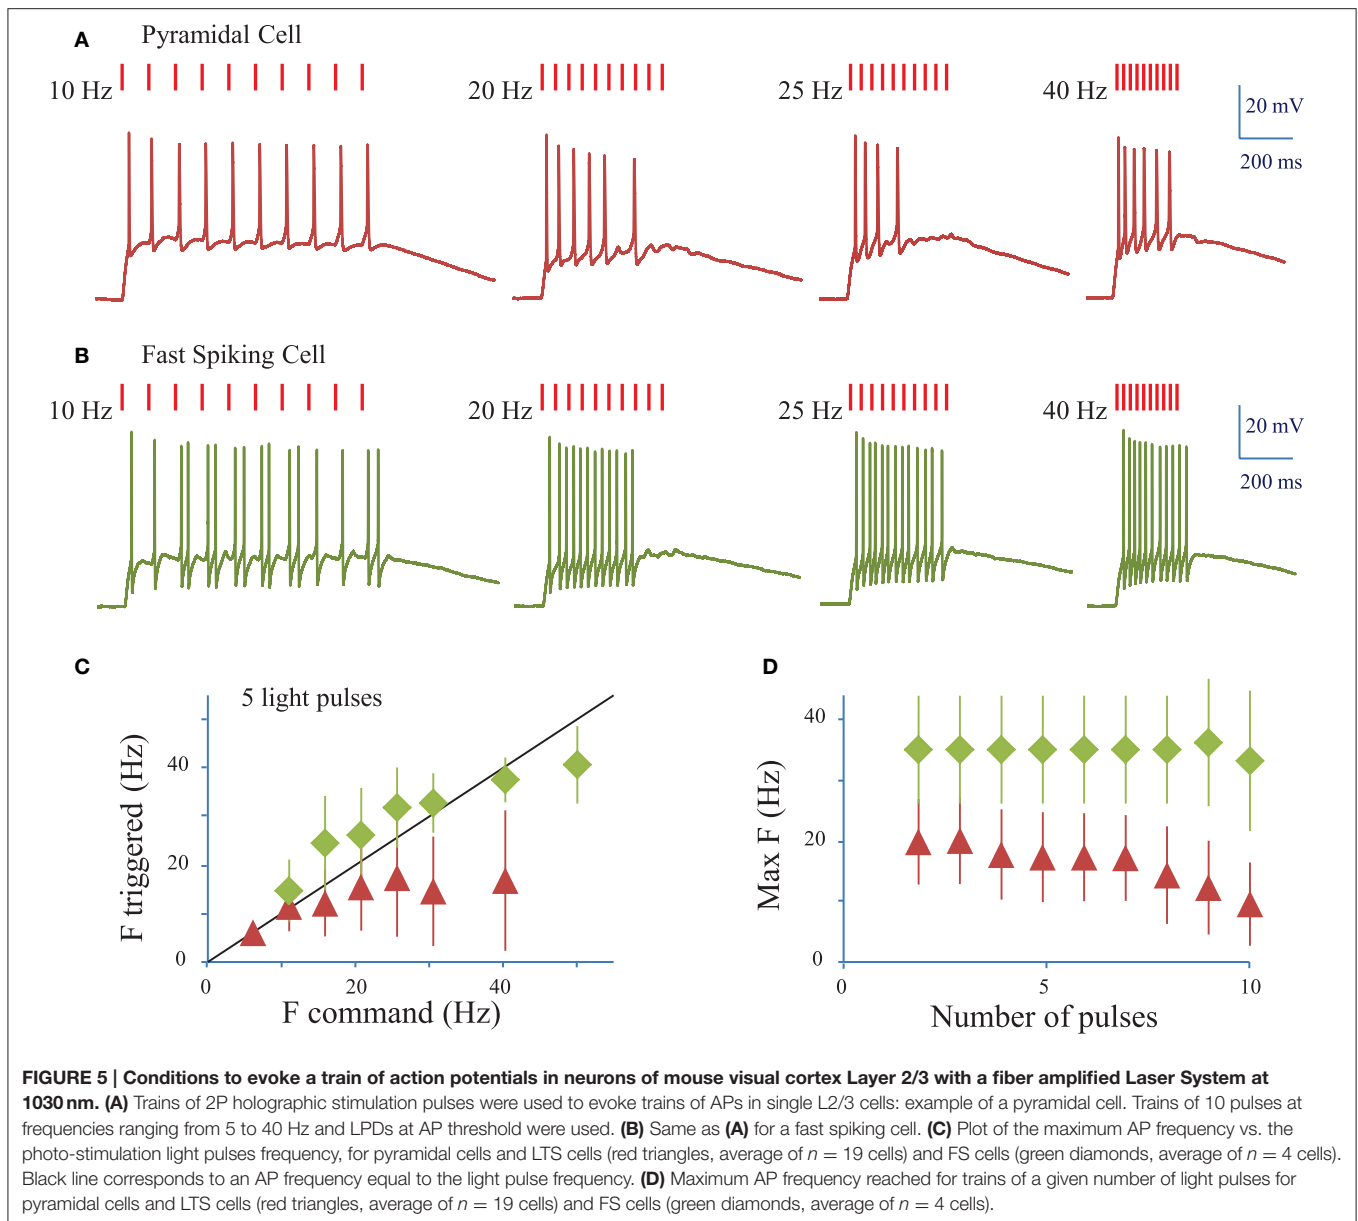 A Pyramidal Cell
10 Hz 20 Hz 25 Hz 40 Hz 20 mV
200 ms
B Fast Spiking Cell
10 Hz 20 Hz 25 Hz 40 Hz 20 mV
200 ms
C
5 light pulses
F triggered (Hz)
40
20
0
0 20 40
F command (Hz)
D
Max F (Hz)
40
20
0
0 5 10
Number of pulses
FIGURE 5 | Conditions to evoke a train of action potentials in neurons of mouse visual cortex Layer 2/3 with a fiber amplified Laser System at
1030 nm. (A) Trains of 2P holographic stimulation pulses were used to evoke trains of APs in single L2/3 cells: example of a pyramidal cell. Trains of 10 pulses at
frequencies ranging from 5 to 40 Hz and LPDs at AP threshold were used. (B) Same as (A) for a fast spiking cell. (C) Plot of the maximum AP frequency vs. the
photo-stimulation light pulses frequency, for pyramidal cells and LTS cells (red triangles, average of n = 19 cells) and FS cells (green diamonds, average of n = 4 cells).
Black line corresponds to an AP frequency equal to the light pulse frequency. (D) Maximum AP frequency reached for trains of a given number of light pulses for
pyramidal cells and LTS cells (red triangles, average of n = 19 cells) and FS cells (green diamonds, average of n = 4 cells).